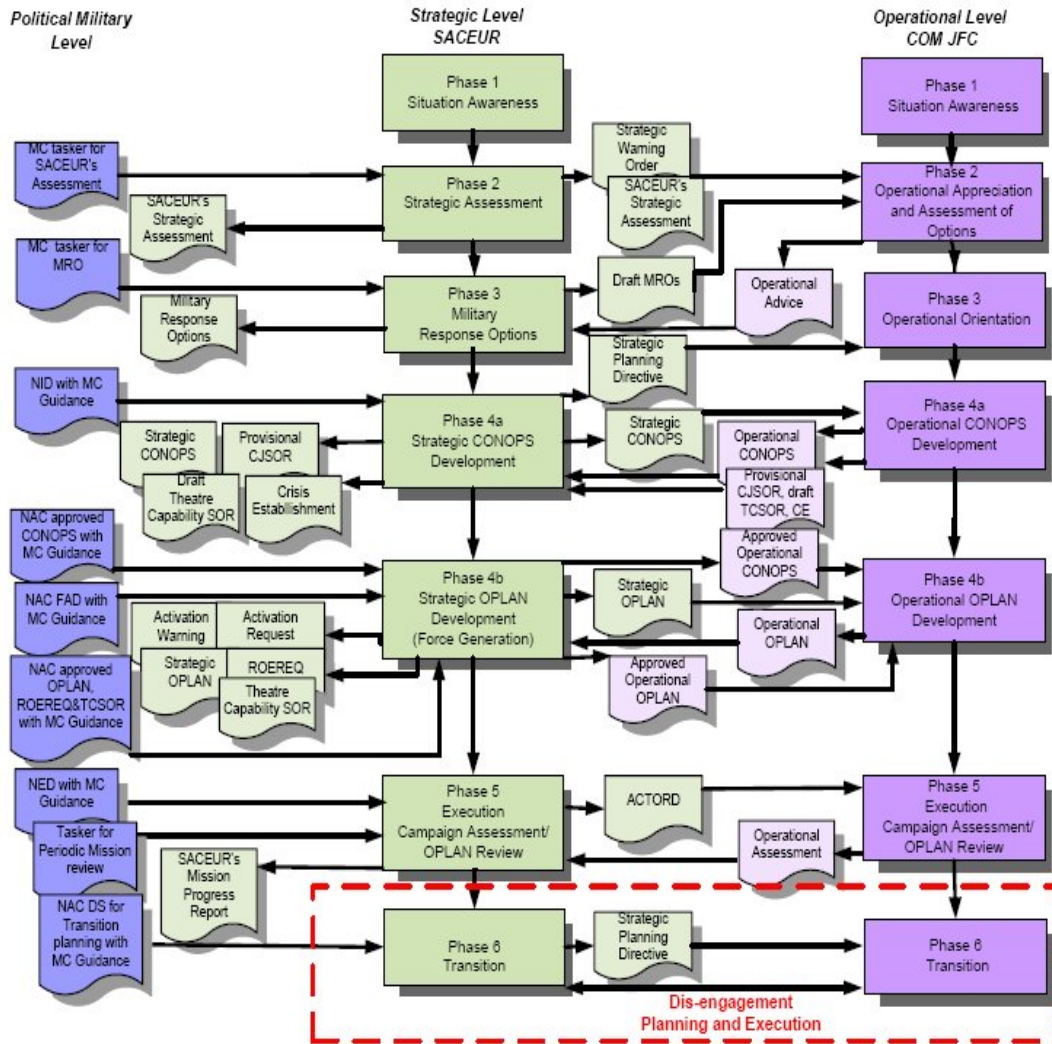 Political Military
Level
Strategic Level
SACEUR
Operational Level
COM JFC
Phase 1
Situation Awareness
Phase 1
Situation Awareness
MC tasker for
SACEUR's
Assessment
Strategic
Warning
Order
Phase 2
Strategic Assessment
Phase 2
Operational Appreciation
and Assessment of
Options
SACEUR's
Strategic
Assessment
SACEUR's
Strategic
Assessment
MC tasker for
MRO
Draft MROs
Operational
Advice
Phase 3
Military
Response Options
Phase 3
Operational Orientation
Military
Response
Options
Strategic
Planning
Directive
NID with MC
Guidance
Phase 4a
Strategic CONOPS
Development
Phase 4a
Operational CONOPS
Development
Strategic
CONOPS
Provisional
CJSOR
Strategic
CONOPS
Operational
CONOPS
Draft
Theatre
Capability SOR
Crisis
Establlishment
Provisional
CJSOR, draft
TCSOR, CE
NAC approved
CONOPS with
MC Guidance
Approved
Operational
CONOPS
Phase 4b
Strategic OPLAN
Development
(Force Generation)
Phase 4b
Operational OPLAN
Development
NAC FAD with
MC Guidance
Strategic
OPLAN
Activation
Warning
Activation
Request
Operational
OPLAN
Strategic
OPLAN
ROEREQ
Theatre
Capability SOR
Approved
Operational
OPLAN
NAC approved
OPLAN,
ROEREQ&TCSOR
with MC Guidance
NED with MC
Guidance
Phase 5
Execution
Campaign Assessment/
OPLAN Review
ACTORD
Phase 5
Execution
Campaign Assessment/
OPLAN Review
Tasker for
Periodic Mission
review
Operational
Assessment
SACEUR's
Mission
Progress
Report
NAC DS for
Transition
planning with
MC Guidance
Phase 6
Transition
Strategic
Planning
Directive
Phase 6
Transition
Dis-engagement
Planning and Execution